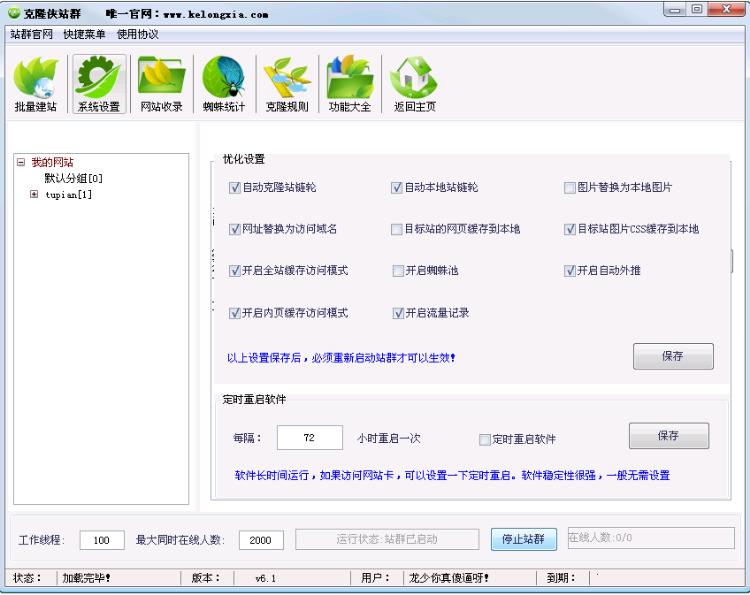 克隆侠站群 唯一官网：www.kelongxia.com
站群官网 快捷菜单 使用协议
批量建站 系统设置 网站收录 蜘蛛统计 克隆规则 功能大全 返回主页
我的网站
默认分组[0]
tupian[1]
优化设置
自动克隆站链轮 自动本地站链轮 图片替换为本地图片
网址替换为访问域名 目标站的网页缓存到本地 目标站图片CSS缓存到本地
开启全站缓存访问模式 开启蜘蛛池 开启自动外推
开启内页缓存访问模式 开启流量记录
以上设置保存后，必须重新启动站群才可以生效! 保存
定时重启软件
每隔： 72 小时重启一次 定时重启软件 保存
软件长时间运行，如果访问网站卡，可以设置一下定时重启。软件稳定性很强，一般无需设置
工作线程: 100 最大同时在线人数: 2000 运行状态:站群已启动 停止站群 在线人数:0/0
状态： 加载完毕! 版本： v6.1 用户： 龙少你真傻逼呀! 到期：